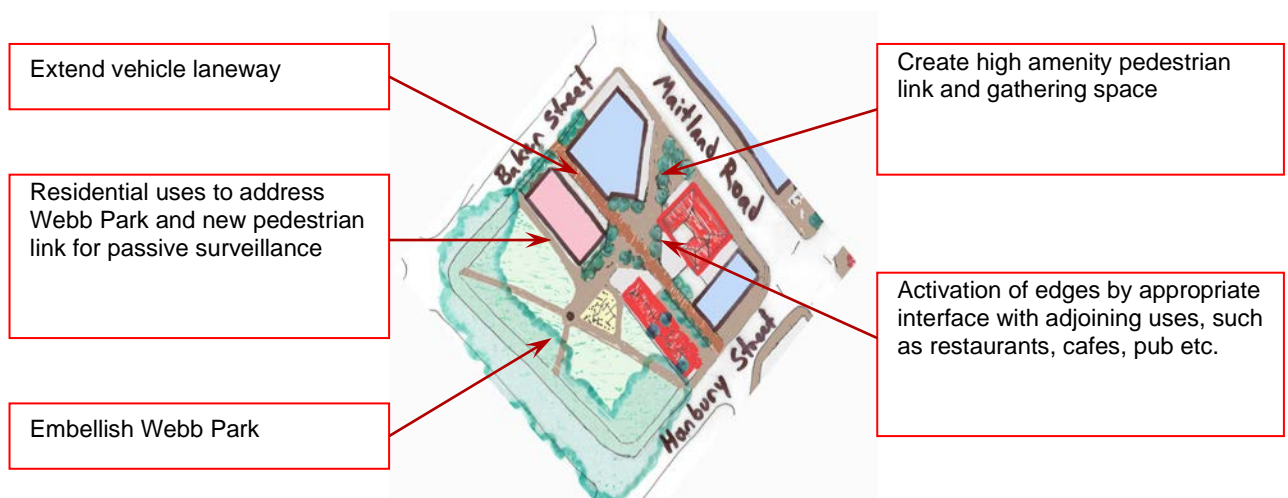 Extend vehicle laneway
Residential uses to address
Webb Park and new pedestrian
link for passive surveillance
Embellish Webb Park
Baker Street
Maitland Road
Hanbury Street
Create high amenity pedestrian
link and gathering space
Activation of edges by appropriate
interface with adjoining uses, such
as restaurants, cafes, pub etc.